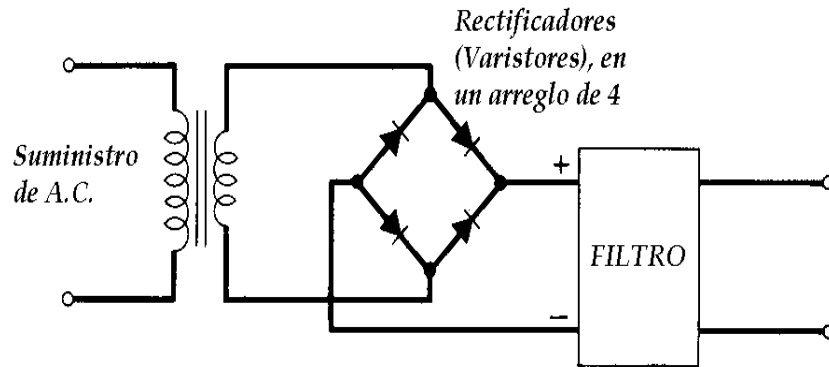 Rectificadores
(Varistores), en
un arreglo de 4
Suministro
de A.C.
+
FILTRO
−